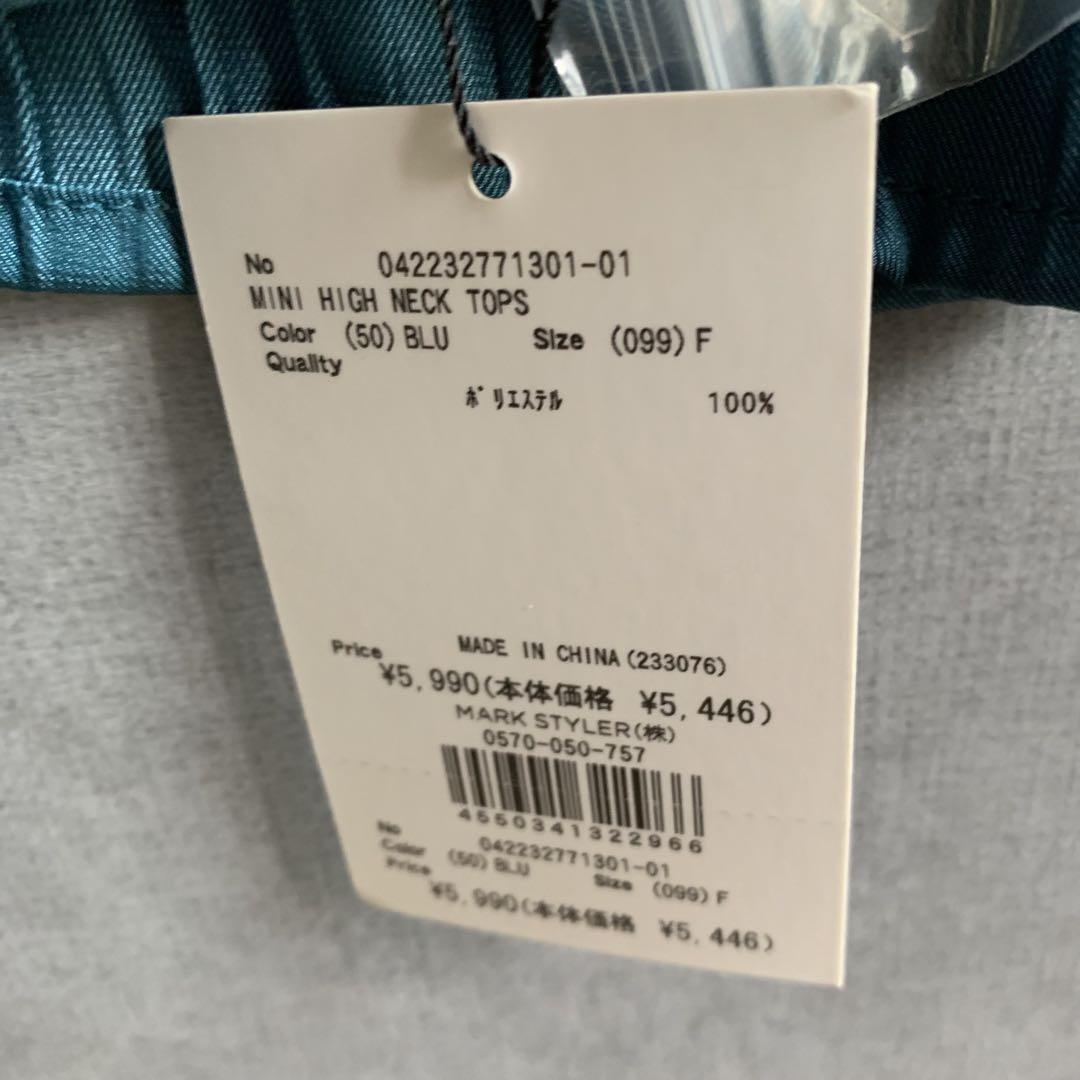 No 042232771301-01
MINI HIGH NECK TOPS
Color (50) BLU Size (099) F
Quality
ﾎﾟﾘｴｽﾃﾙ 100%
MADE IN CHINA (233076)
Price ¥5,990(本体価格 ¥5,446)
MARK STYLER(株)
0570-050-757
4550341322966
No 042232771301-01
Color (50) BLU Size (099) F
Price ¥5,990(本体価格 ¥5,446)